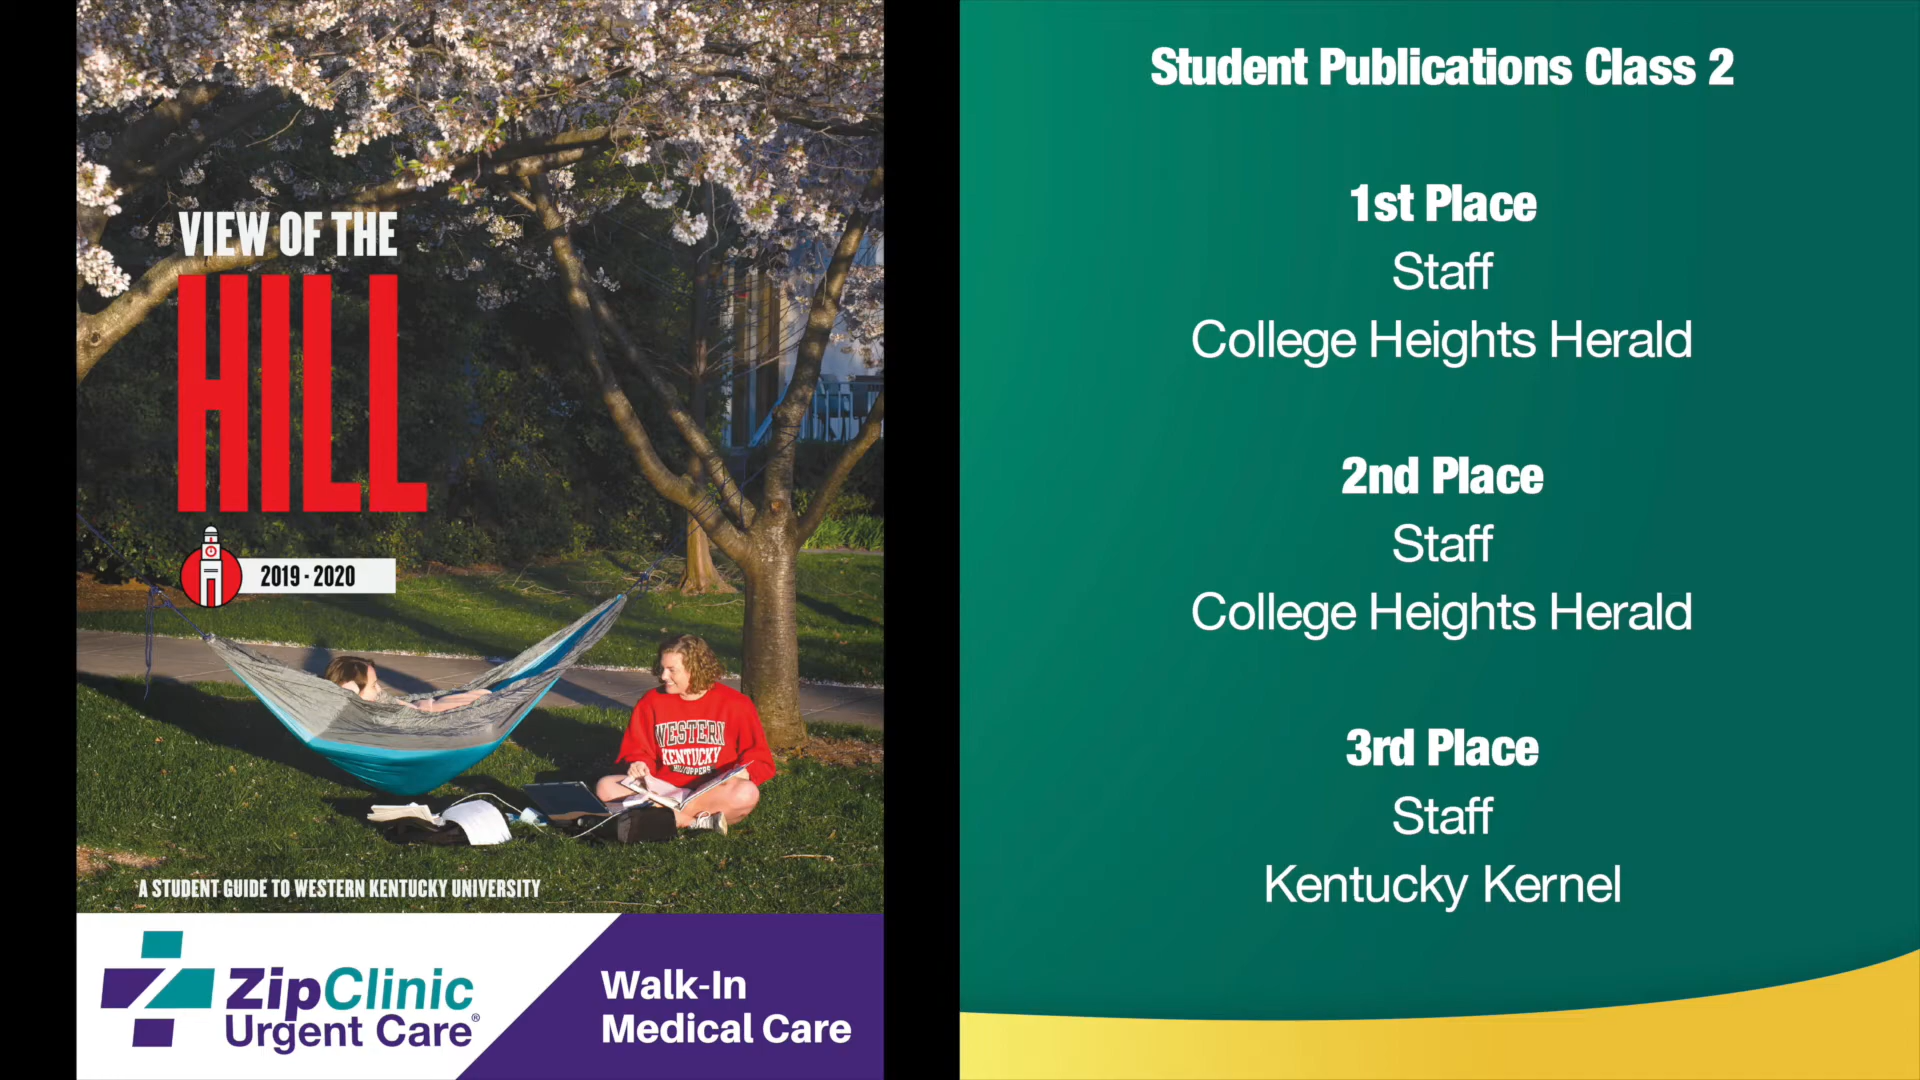 VIEW OF THE
HILL
2019 · 2020
WESTERN
KENTUCKY
HILLTOPPERS
A STUDENT GUIDE TO WESTERN KENTUCKY UNIVERSITY
ZipClinic
Urgent Care®
Walk-In
Medical Care
Student Publications Class 2
1st Place
Staff
College Heights Herald
2nd Place
Staff
College Heights Herald
3rd Place
Staff
Kentucky Kernel